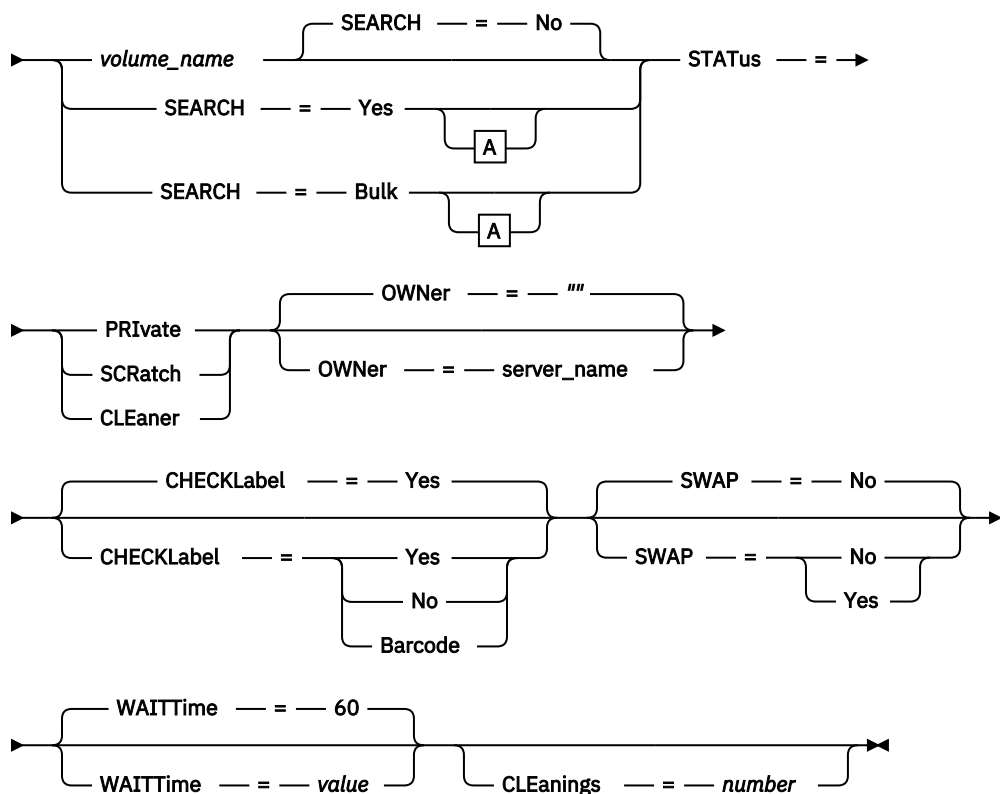 SEARCH = No
volume_name STATus =
SEARCH = Yes
A
SEARCH = Bulk
A
OWNer = ""
PRIvate
OWNer = server_name
SCRatch
CLEaner
CHECKLabel = Yes SWAP = No
CHECKLabel = Yes SWAP = No
No Yes
Barcode
WAITTime = 60
WAITTime = value CLEanings = number